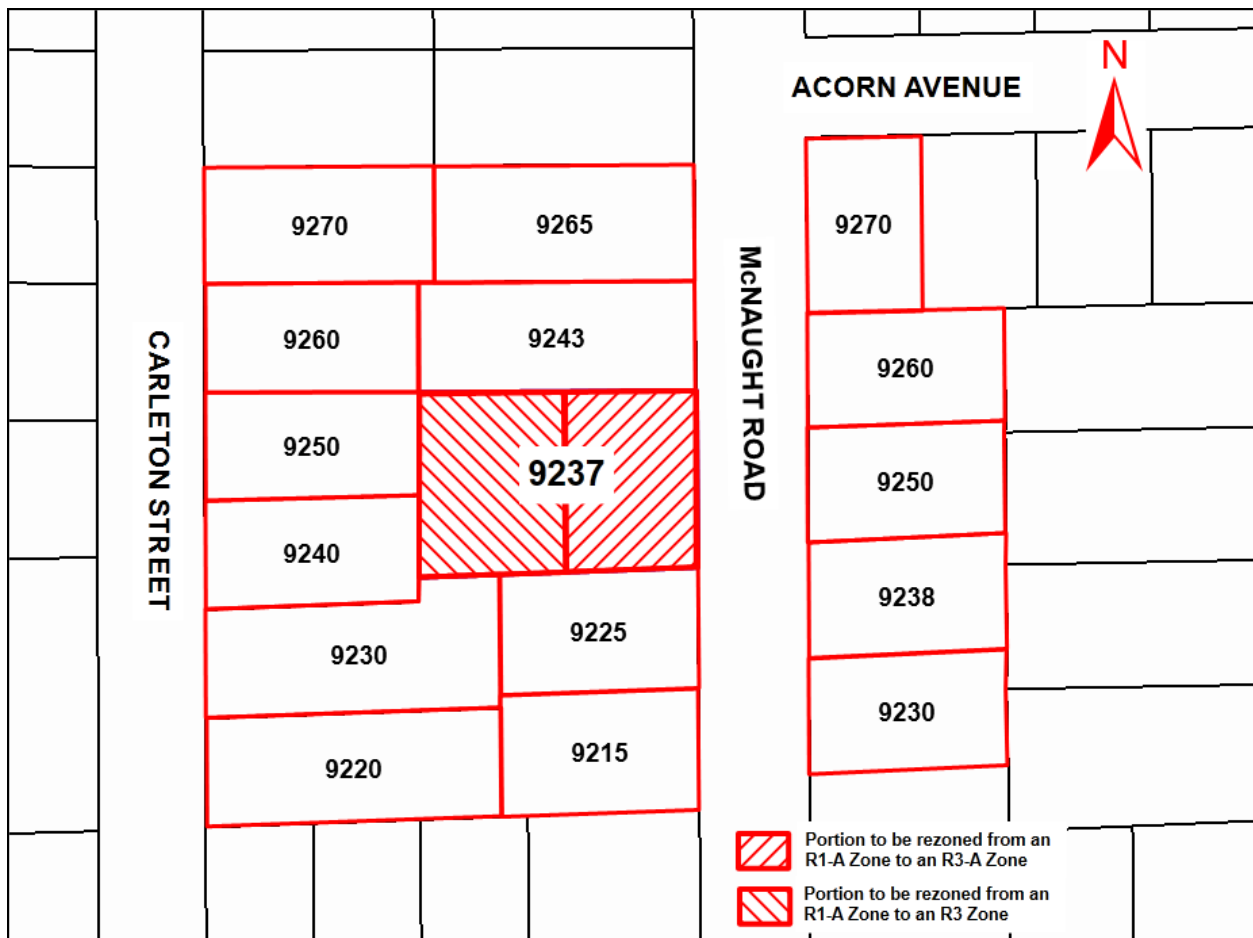 N
ACORN AVENUE
9270
9265
9270
9260
9243
McNAUGHT ROAD
9260
CARLETON STREET
9250
9237
9250
9240
9238
9225
9230
9230
9215
9220
Portion to be rezoned from an
R1-A Zone to an R3-A Zone
Portion to be rezoned from an
R1-A Zone to an R3 Zone